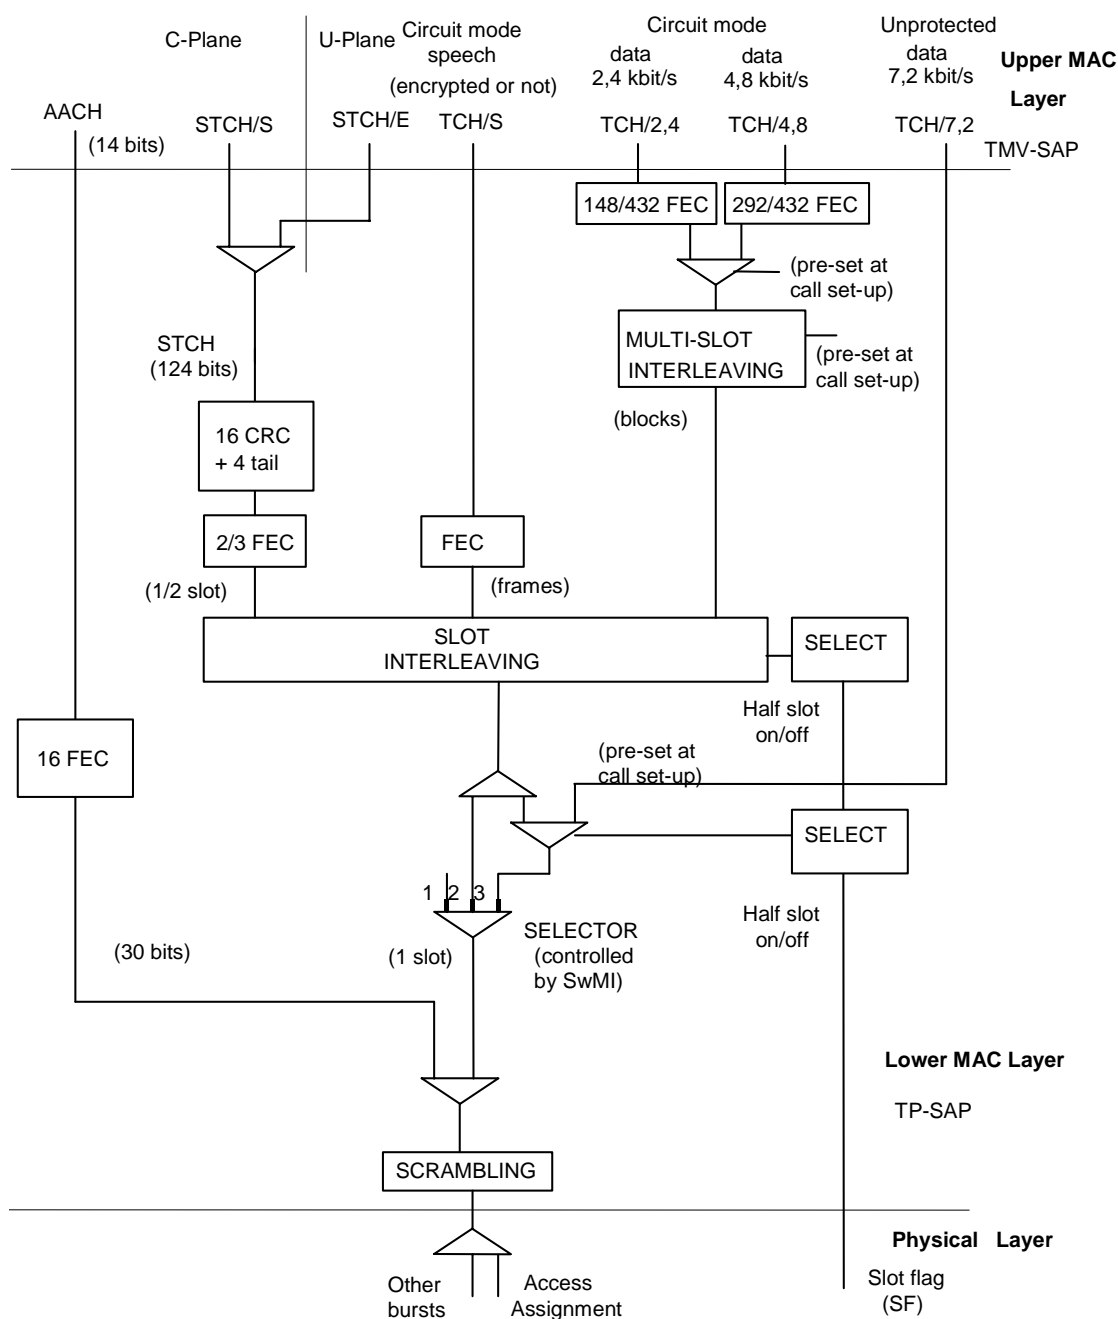 C-Plane
U-Plane
Circuit mode
speech
(encrypted or not)
Circuit mode
data
2,4 kbit/s
data
4,8 kbit/s
Unprotected
data
7,2 kbit/s
Upper MAC
Layer
AACH
(14 bits)
STCH/S
STCH/E
TCH/S
TCH/2,4
TCH/4,8
TCH/7,2
TMV-SAP
148/432 FEC
292/432 FEC
(pre-set at
call set-up)
STCH
(124 bits)
MULTI-SLOT
INTERLEAVING
(pre-set at
call set-up)
(blocks)
16 CRC
+ 4 tail
2/3 FEC
FEC
(1/2 slot)
(frames)
SLOT
INTERLEAVING
SELECT
Half slot
on/off
16 FEC
(pre-set at
call set-up)
SELECT
1 2 3
Half slot
on/off
SELECTOR
(controlled
by SwMI)
(30 bits)
(1 slot)
Lower MAC Layer
TP-SAP
SCRAMBLING
Physical Layer
Other
bursts
Access
Assignment
Slot flag
(SF)